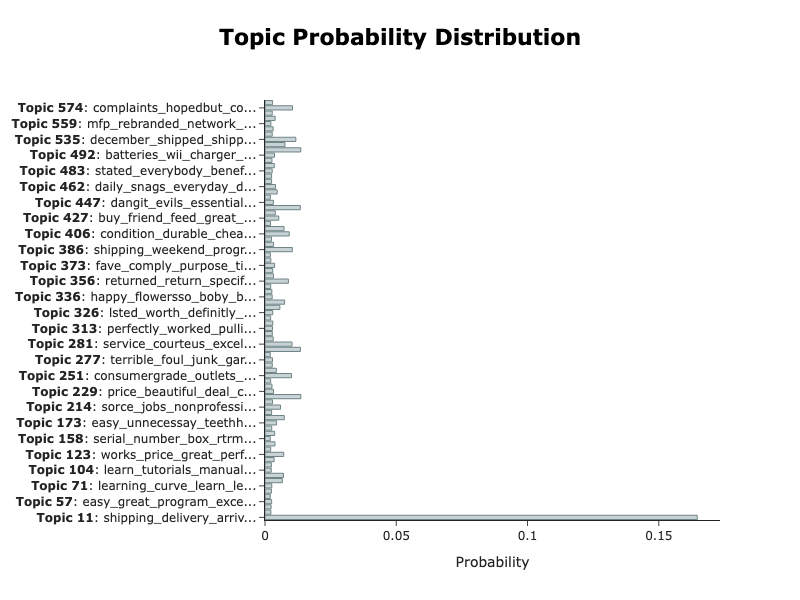 Topic Probability Distribution
Topic 574: complaints_hopedbut_co...
Topic 559: mfp_rebranded_network_...
Topic 535: december_shipped_shipp...
Topic 492: batteries_wii_charger_...
Topic 483: stated_everybody_benef...
Topic 462: daily_snags_everyday_d...
Topic 447: dangit_evils_essential...
Topic 427: buy_friend_feed_great_...
Topic 406: condition_durable_chea...
Topic 386: shipping_weekend_progr...
Topic 373: fave_comply_purpose_ti...
Topic 356: returned_return_specif...
Topic 336: happy_flowersso_boby_b...
Topic 326: lsted_worth_definitly_...
Topic 313: perfectly_worked_pulli...
Topic 281: service_courteus_excel...
Topic 277: terrible_foul_junk_gar...
Topic 251: consumergrade_outlets_...
Topic 229: price_beautiful_deal_c...
Topic 214: sorce_jobs_nonprofessi...
Topic 173: easy_unnecessay_teethh...
Topic 158: serial_number_box_rtrm...
Topic 123: works_price_great_perf...
Topic 104: learn_tutorials_manual...
Topic 71: learning_curve_learn_le...
Topic 57: easy_great_program_exce...
Topic 11: shipping_delivery_arriv...
0 0.05 0.1 0.15
Probability